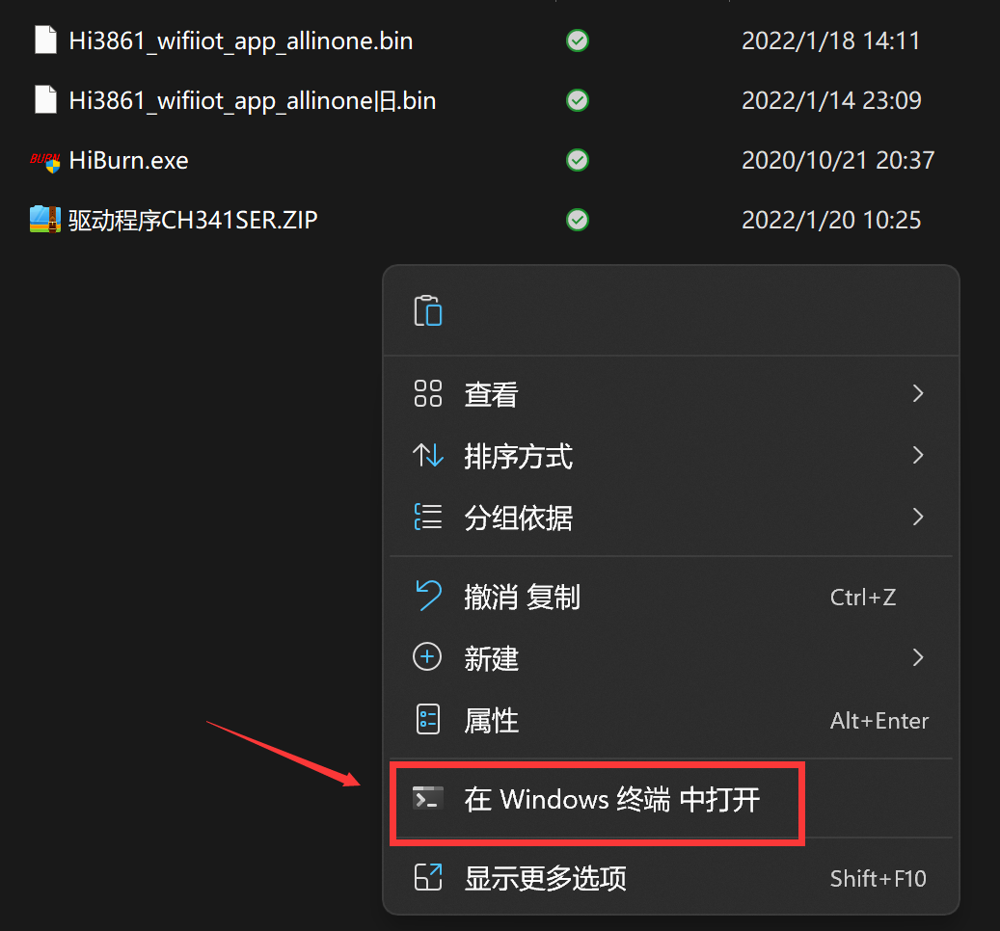 Hi3861_wifiiot_app_allinone.bin 2022/1/18 14:11
Hi3861_wifiiot_app_allinone旧.bin 2022/1/14 23:09
BURN HiBurn.exe 2020/10/21 20:37
驱动程序CH341SER.ZIP 2022/1/20 10:25
查看
排序方式
分组依据
撤消 复制 Ctrl+Z
新建
属性 Alt+Enter
在 Windows 终端 中打开
显示更多选项 Shift+F10